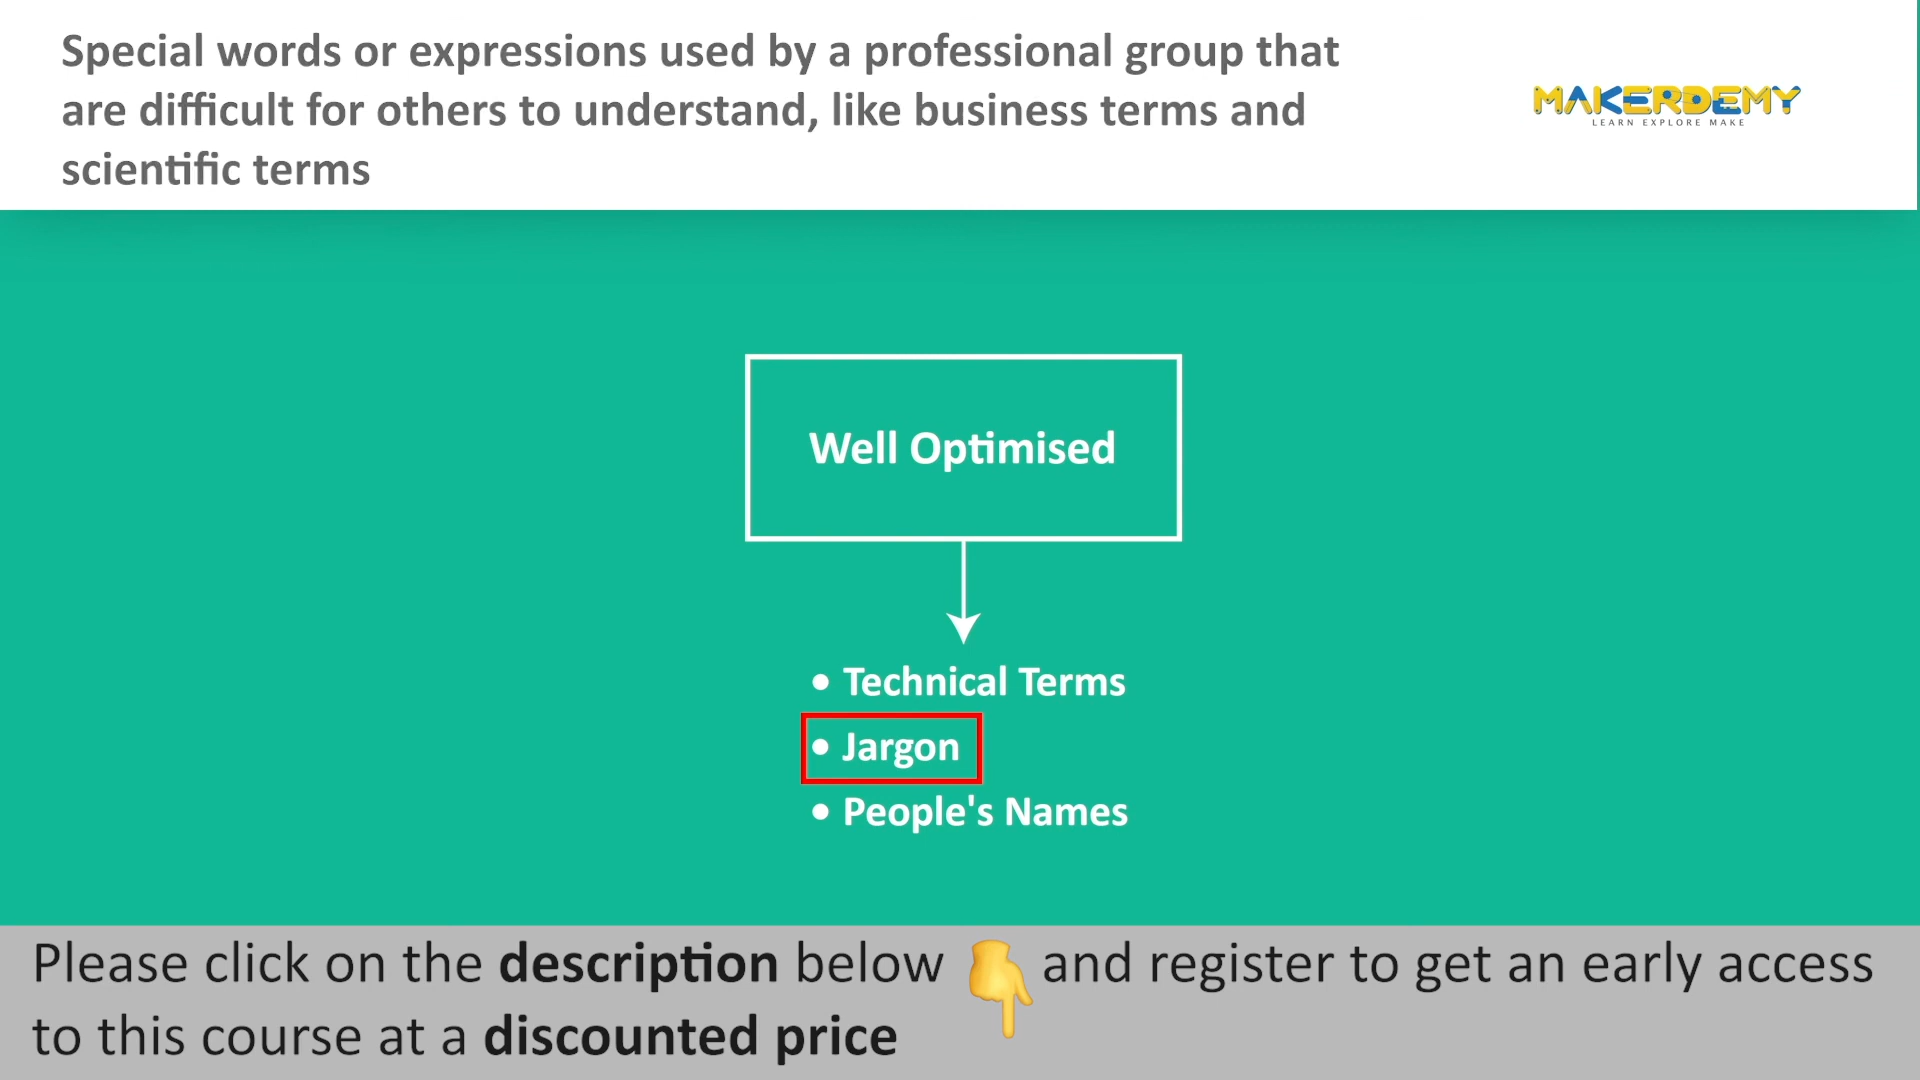 Special words or expressions used by a professional group that
are difficult for others to understand, like business terms and
scientific terms
MAKERDEMY
LEARN EXPLORE MAKE
Well Optimised
• Technical Terms
• Jargon
• People's Names
Please click on the description below 👇 and register to get an early access
to this course at a discounted price